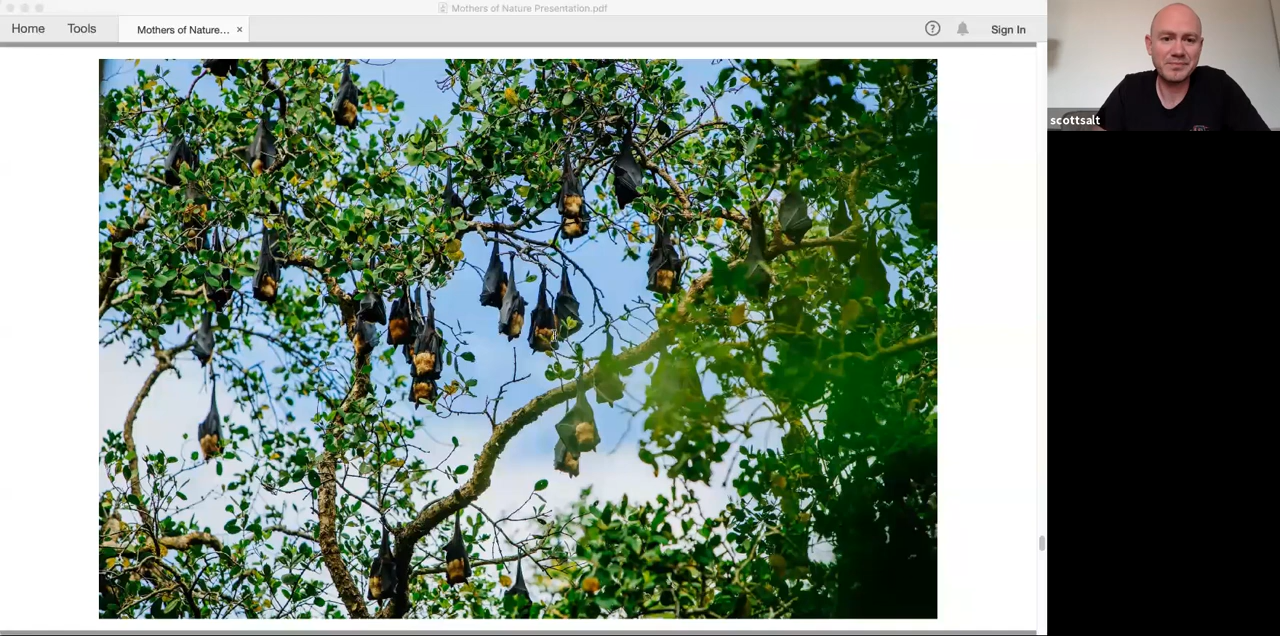 Mothers of Nature Presentation.pdf
Home
Tools
Mothers of Nature...
×
?
Sign In
scottsalt